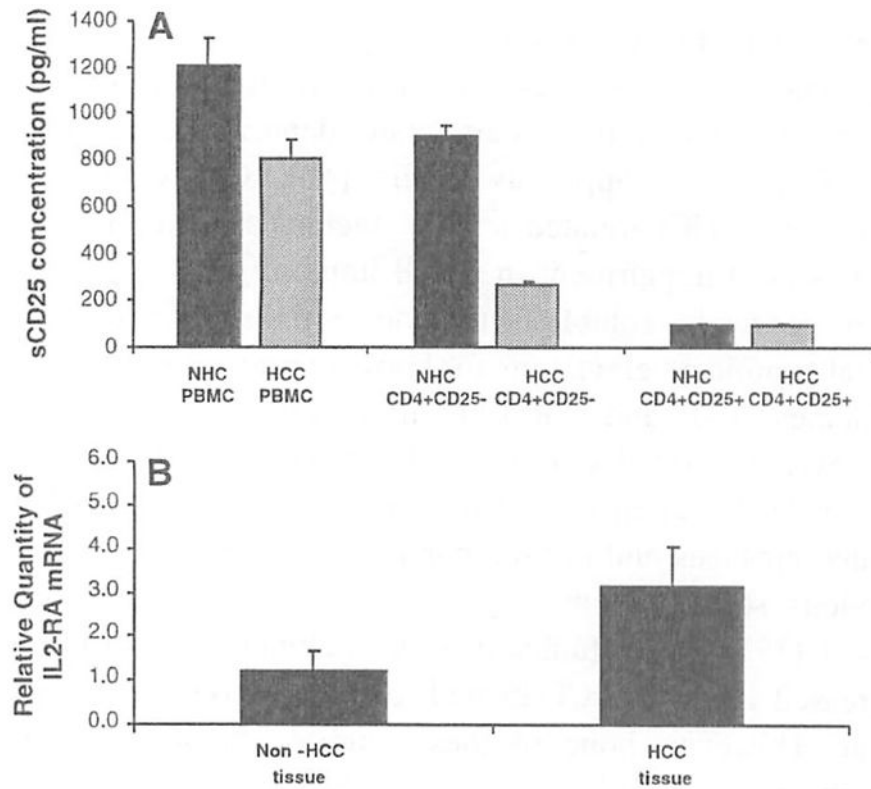 A
sCD25 concentration (pg/ml)
1400
1200
1000
800
600
400
200
0
NHC PBMC
HCC PBMC
NHC CD4+CD25-
HCC CD4+CD25-
NHC CD4+CD25+
HCC CD4+CD25+
B
Relative Quantity of
IL2-RA mRNA
6.0
5.0
4.0
3.0
2.0
1.0
0.0
Non -HCC
tissue
HCC
tissue